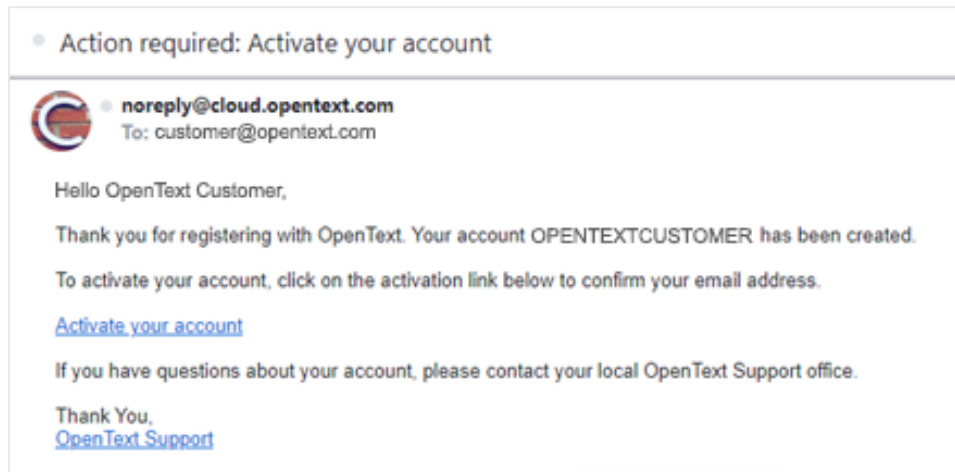 Action required: Activate your account
noreply@cloud.opentext.com
To: customer@opentext.com
Hello OpenText Customer,
Thank you for registering with OpenText. Your account OPENTEXTCUSTOMER has been created.
To activate your account, click on the activation link below to confirm your email address.
Activate your account
If you have questions about your account, please contact your local OpenText Support office.
Thank You,
OpenText Support